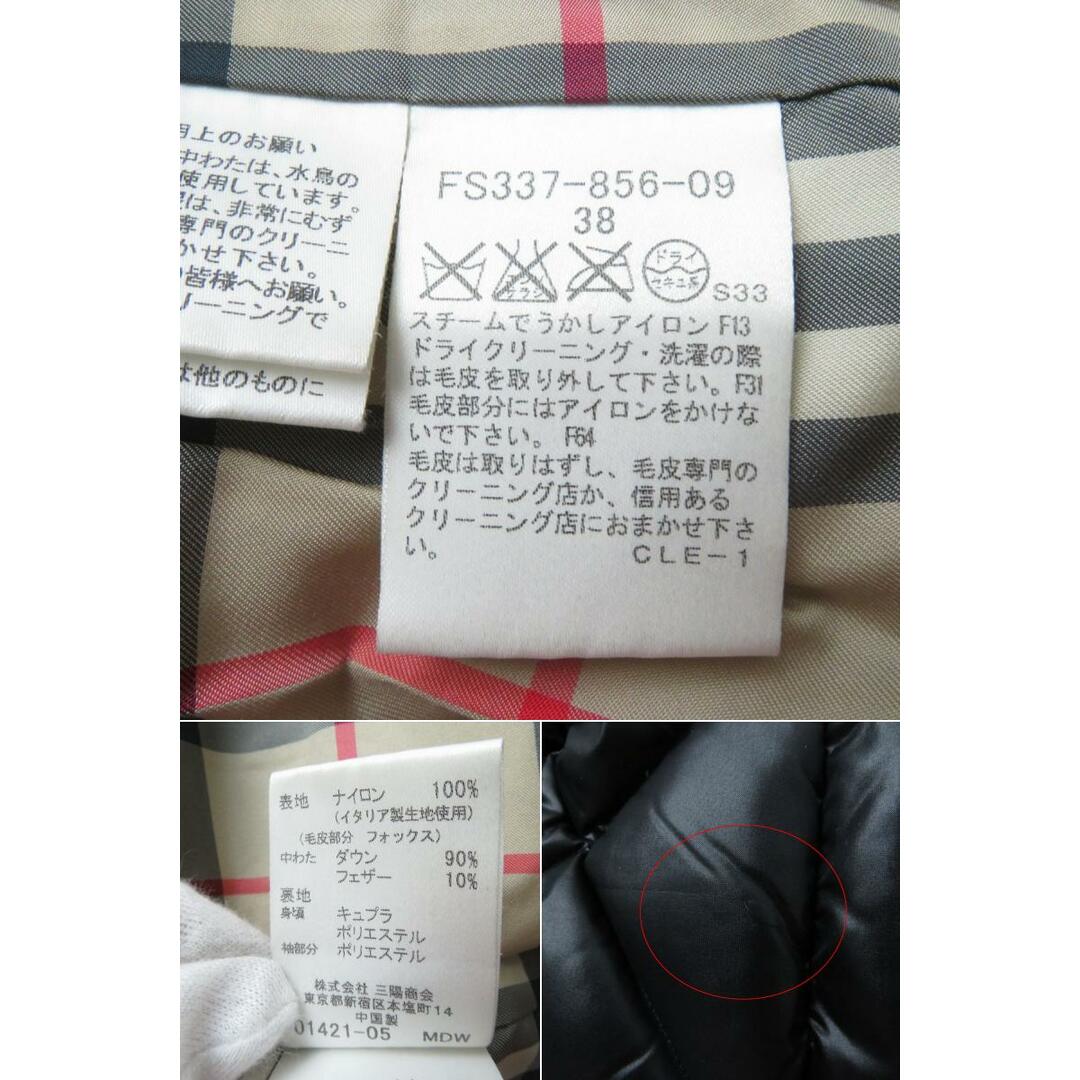 用上のお願い
中わたは、水鳥の
使用しています。
は、非常にむず
専門のクリーニ
かせ下さい。
皆様へお願い。
リーニングで
は他のものに
FS337-856-09
38
エンソ
サラシ
ドライ
セキユ系
S33
スチームでうかしアイロン F13
ドライクリーニング・洗濯の際
は毛皮を取り外して下さい。F31
毛皮部分にはアイロンをかけな
いで下さい。 F64
毛皮は取りはずし、毛皮専門の
クリーニング店か、信用ある
クリーニング店におまかせ下さ
い。 CLE-1
表地 ナイロン 100%
(イタリア製生地使用)
(毛皮部分 フォックス)
中わた ダウン 90%
フェザー 10%
裏地
身頃 キュプラ
ポリエステル
袖部分 ポリエステル
株式会社 三陽商会
東京都新宿区本塩町14
中国製
01421-05 MDW